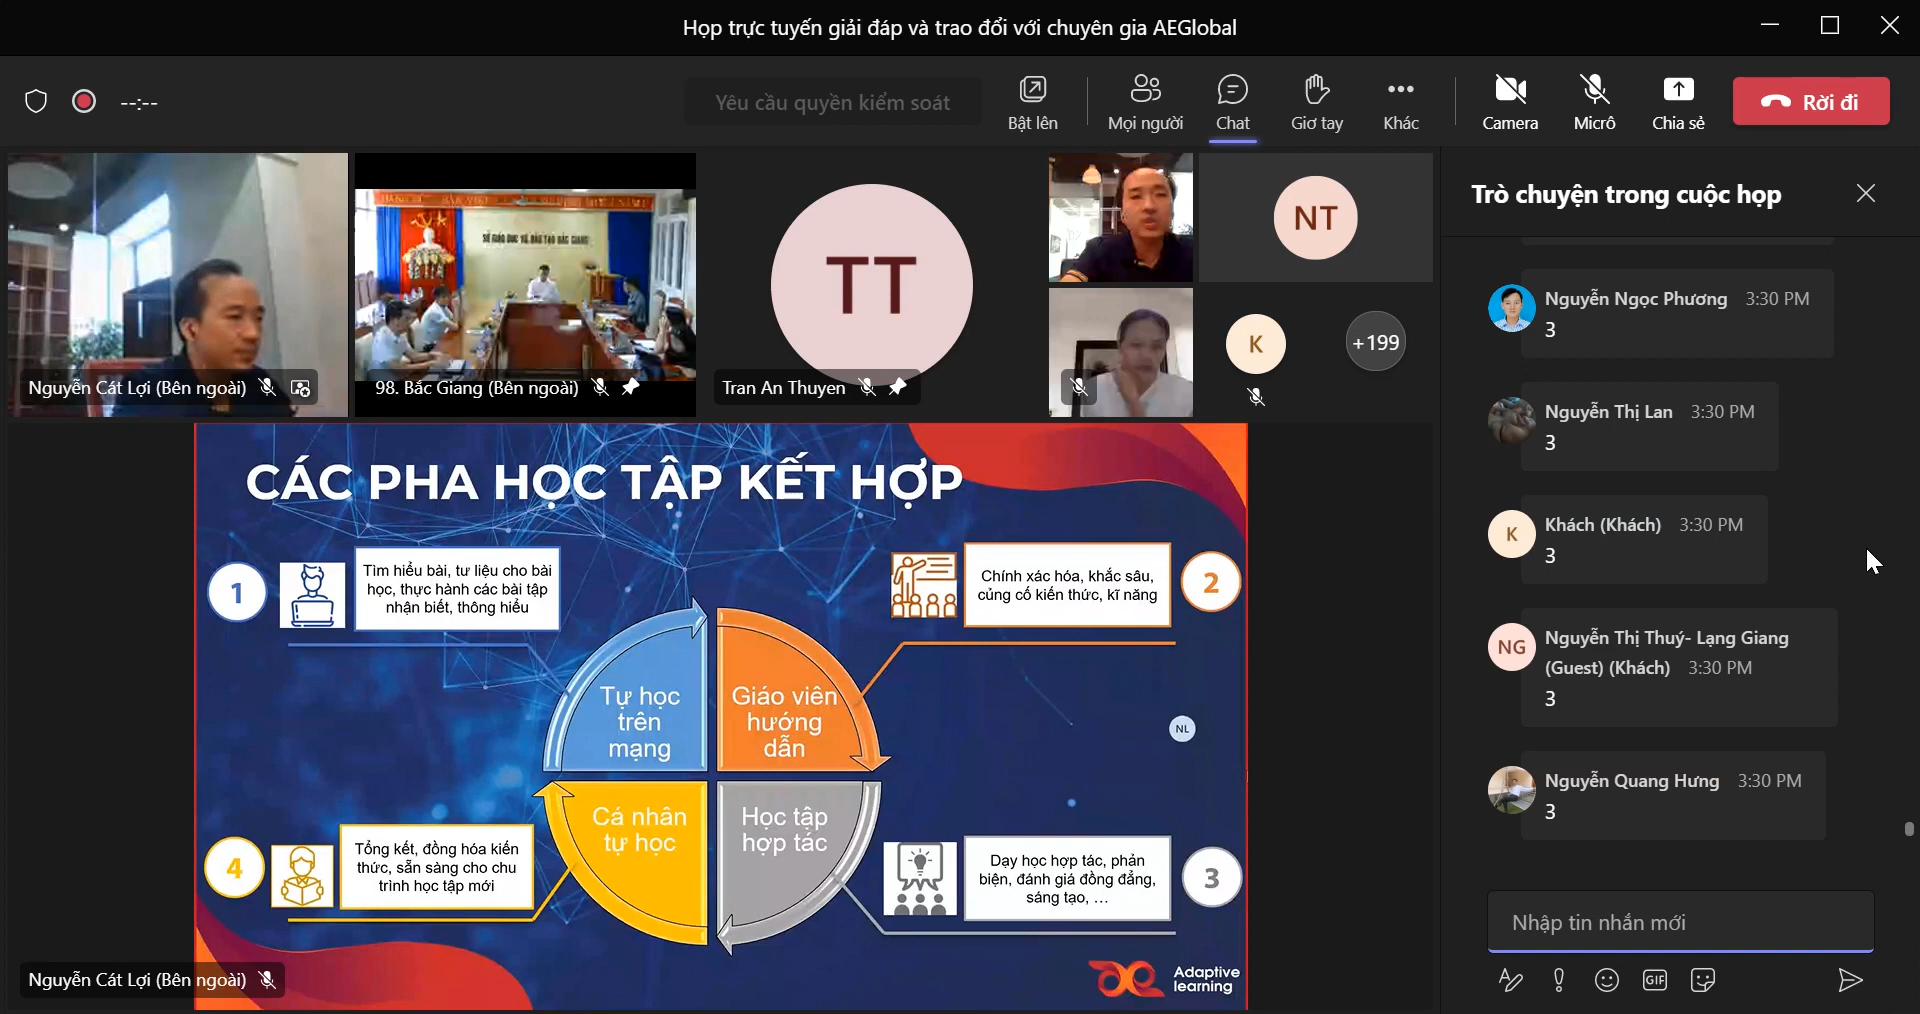 Họp trực tuyến giải đáp và trao đổi với chuyên gia AEGlobal
--:--
Yêu cầu quyền kiểm soát
Bật lên
Mọi người
Chat
Giơ tay
Khác
Camera
Micrô
Chia sẻ
Rời đi
SỞ GIÁO DỤC VÀ ĐÀO TẠO BẮC GIANG
TT
NT
K
+199
Nguyễn Cát Lợi (Bên ngoài)
98. Bắc Giang (Bên ngoài)
Tran An Thuyen
CÁC PHA HỌC TẬP KẾT HỢP
1
Tìm hiểu bài, tư liệu cho bài
học, thực hành các bài tập
nhận biết, thông hiểu
Chính xác hóa, khắc sâu,
củng cố kiến thức, kĩ năng
2
Tự học
trên
mạng
Giáo viên
hướng
dẫn
NL
Cá nhân
tự học
Học tập
hợp tác
4
Tổng kết, đồng hóa kiến
thức, sẵn sàng cho chu
trình học tập mới
Dạy học hợp tác, phản
biện, đánh giá đồng đẳng,
sáng tạo, ...
3
Adaptive
learning
Nguyễn Cát Lợi (Bên ngoài)
Trò chuyện trong cuộc họp
Nguyễn Ngọc Phương 3:30 PM
3
Nguyễn Thị Lan 3:30 PM
3
K
Khách (Khách) 3:30 PM
3
NG
Nguyễn Thị Thuý- Lạng Giang
(Guest) (Khách) 3:30 PM
3
Nguyễn Quang Hưng 3:30 PM
3
Nhập tin nhắn mới
GIF